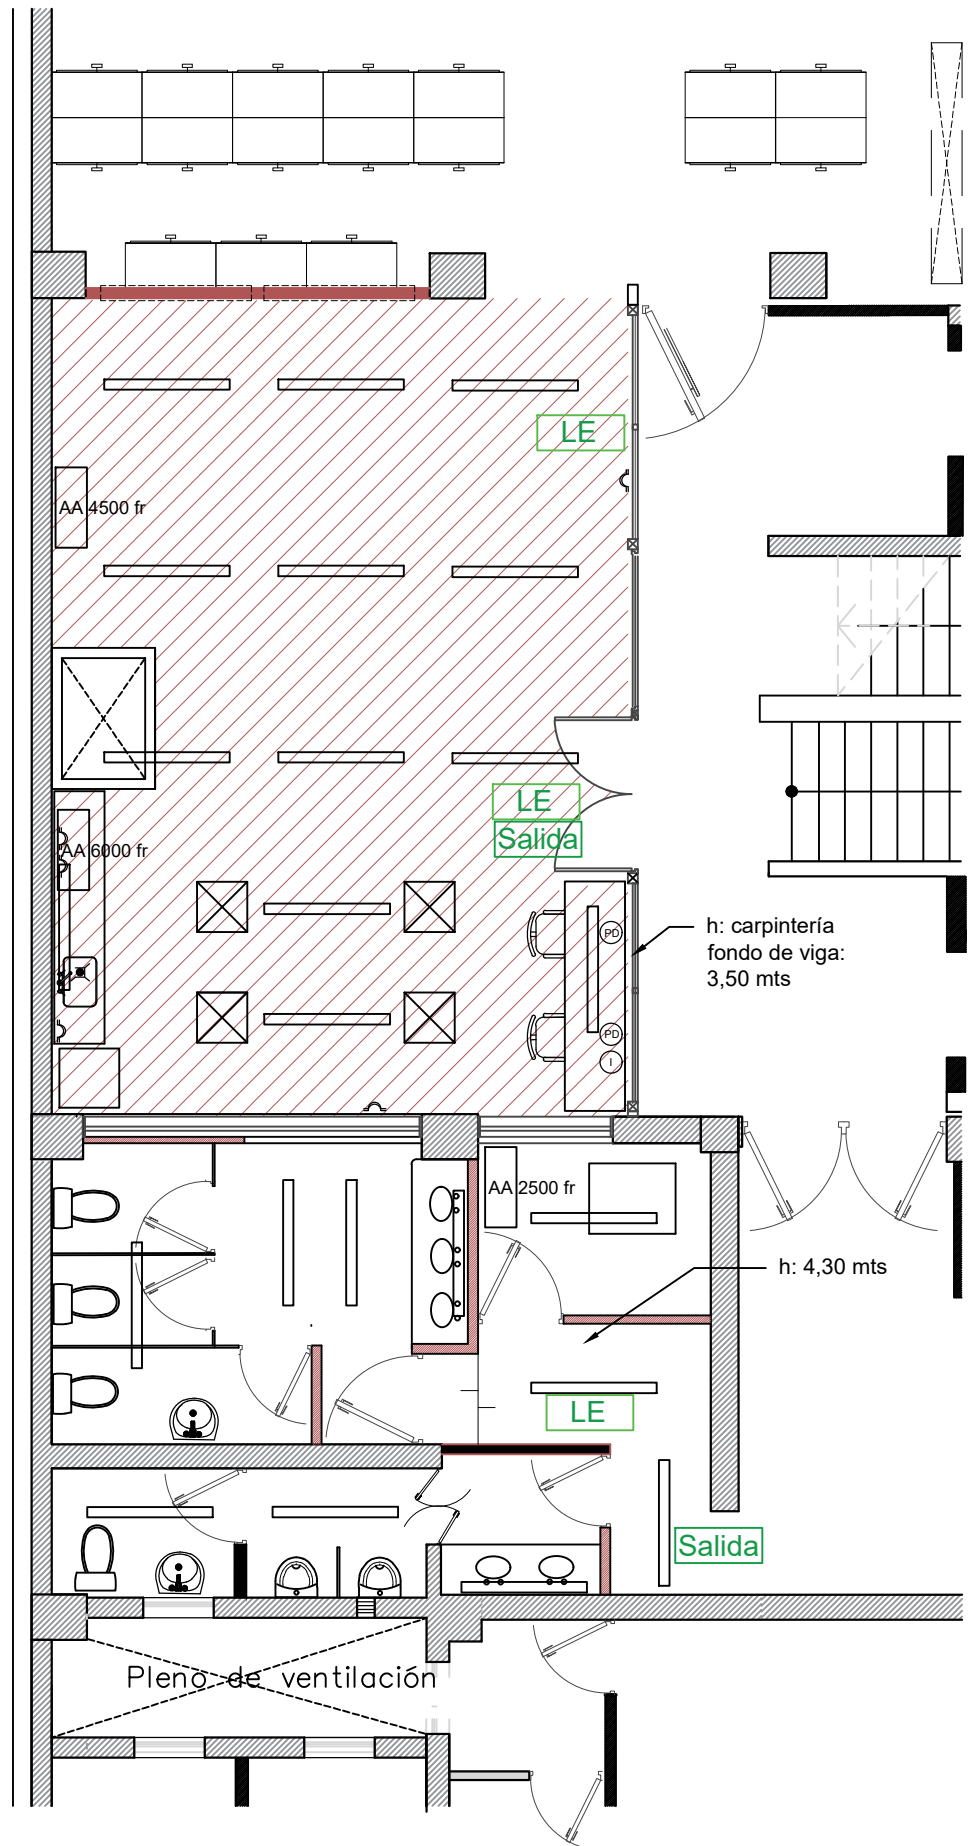 LE
AA 4500 fr
LE
Salida
AA 6000 fr
PD
h: carpintería
fondo de viga:
3,50 mts
PD
I
AA 2500 fr
h: 4,30 mts
LE
Salida
Pleno de ventilación